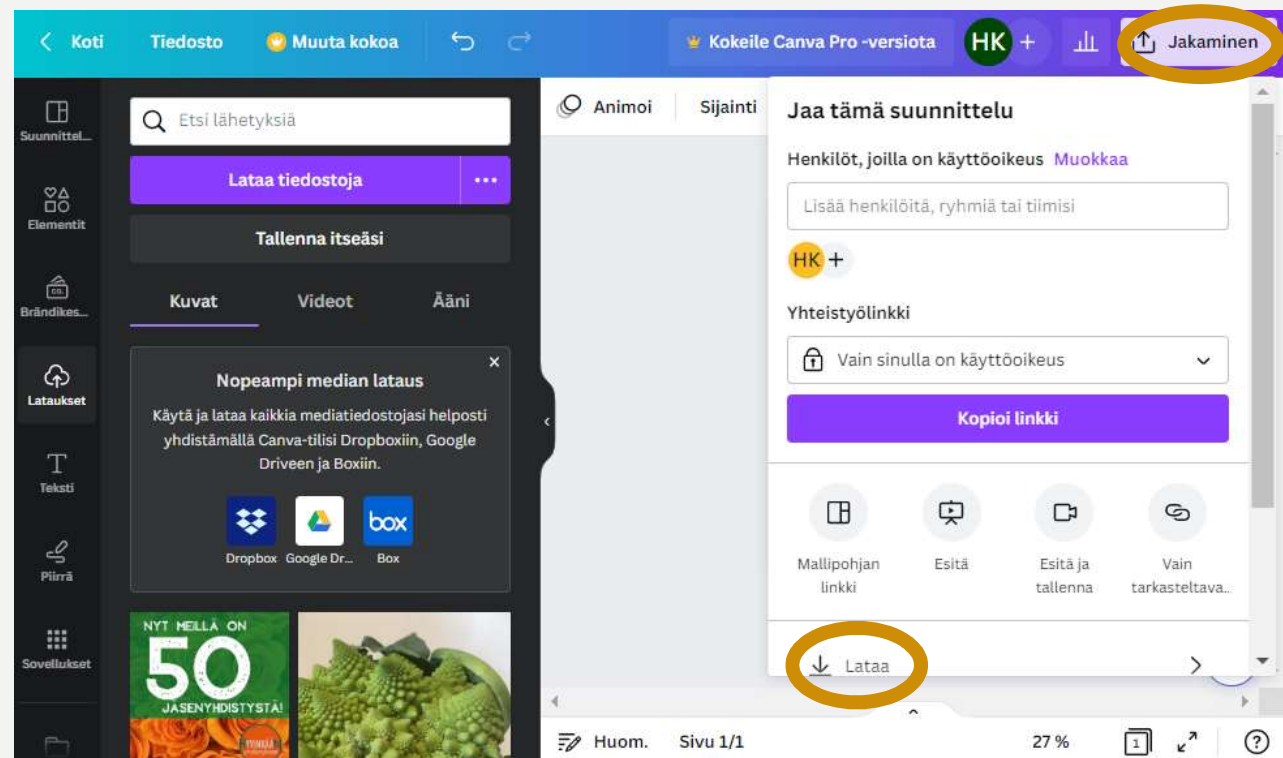 Koti
Tiedosto
Muuta kokoa
Kokeile Canva Pro -versiota
HK
+
Jakaminen
Suunnittel...
Elementit
CO.
Brändikes...
Lataukset
Teksti
Piirrä
Sovellukset
Etsi lähetyksiä
Lataa tiedostoja
Tallenna itseäsi
Kuvat
Videot
Ääni
Nopeampi median lataus
Käytä ja lataa kaikkia mediatiedostojasi helposti
yhdistämällä Canva-tilisi Dropboxiin, Google
Driveen ja Boxiin.
box
Dropbox
Google Dr...
Box
NYT MEILLÄ ON
50
JÄSENYHDISTYSTÄ!
Animoi
Sijainti
Jaa tämä suunnittelu
Henkilöt, joilla on käyttöoikeus Muokkaa
Lisää henkilöitä, ryhmiä tai tiimisi
HK +
Yhteistyölinkki
Vain sinulla on käyttöoikeus
Kopioi linkki
Mallipohjan
linkki
Esitä
Esitä ja
tallenna
Vain
tarkasteltava..
Lataa
Huom.
Sivu 1/1
27 %
1
?